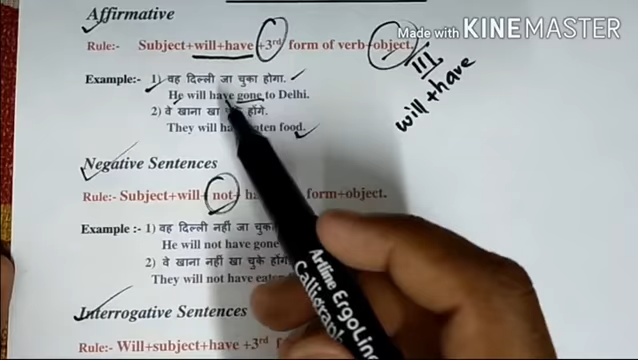 Made with KINEMASTER
Affirmative
Rule:- Subject+will+have+3rd form of verb+object.
III
will+have
Example:- 1) वह दिल्ली जा चुका होगा.
He will have gone to Delhi.
2) वे खाना खा होंगे.
They will eaten food.
Negative Sentences
Rule:- Subject+will+ not+ form+object.
Example :- 1) वह दिल्ली नहीं जा
He will not have gone
2) वे खाना नहीं खा चुके होंगे
They will not have
Interrogative Sentences
Rule:- Will+subject+have +3rd
Artline ErgoLine